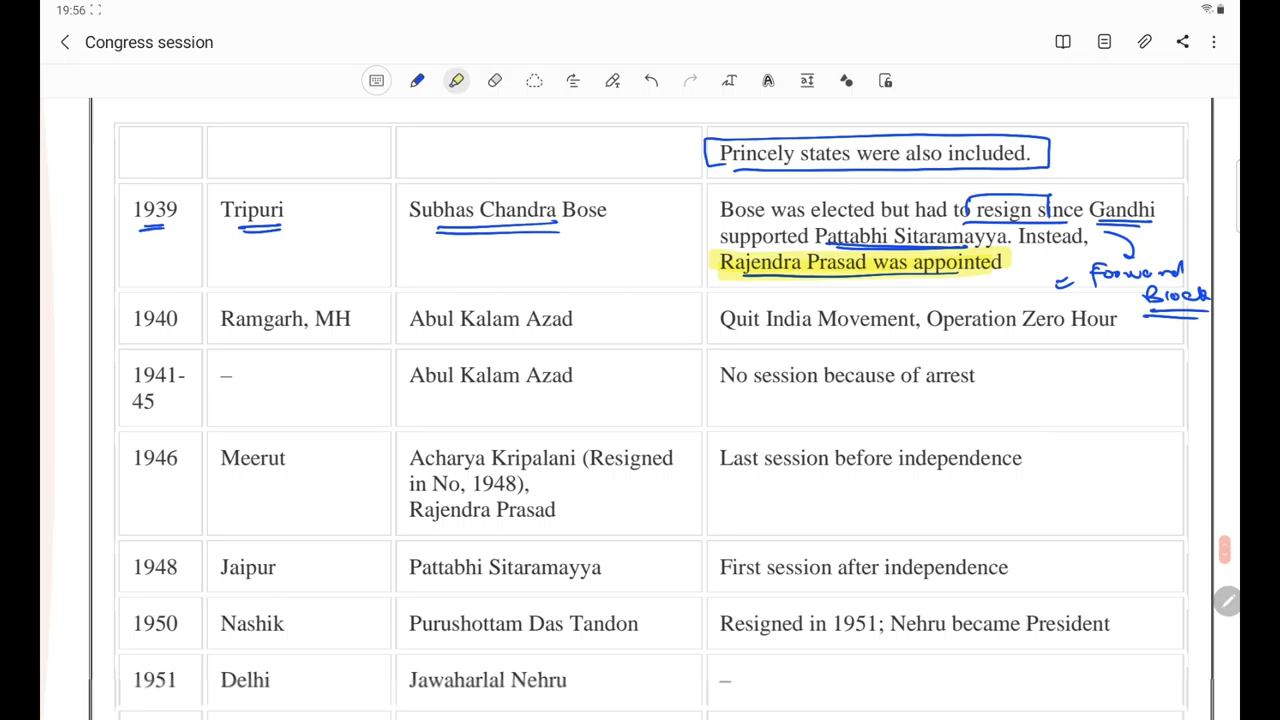 19:56
Congress session
Princely states were also included.
1939 Tripuri Subhas Chandra Bose Bose was elected but had to resign since Gandhi
supported Pattabhi Sitaramayya. Instead,
Rajendra Prasad was appointed
= Forward
Block
1940 Ramgarh, MH Abul Kalam Azad Quit India Movement, Operation Zero Hour
1941- – Abul Kalam Azad No session because of arrest
45
1946 Meerut Acharya Kripalani (Resigned Last session before independence
in No, 1948),
Rajendra Prasad
1948 Jaipur Pattabhi Sitaramayya First session after independence
1950 Nashik Purushottam Das Tandon Resigned in 1951; Nehru became President
1951 Delhi Jawaharlal Nehru –